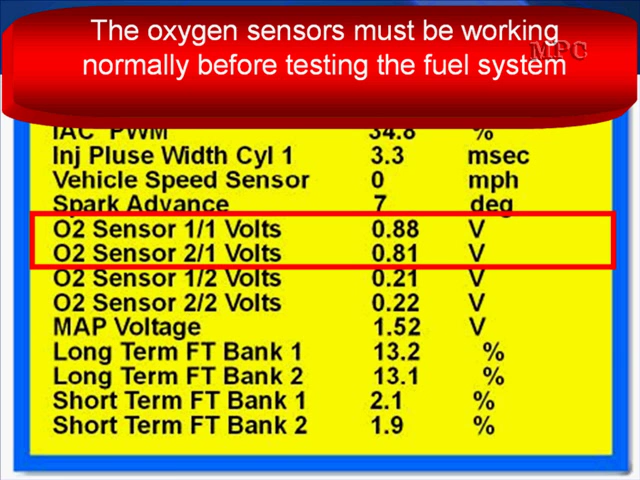 The oxygen sensors must be working
normally before testing the fuel system
MPC
IAC PWM 34.8 %
Inj Pluse Width Cyl 1 3.3 msec
Vehicle Speed Sensor 0 mph
Spark Advance 7 deg
O2 Sensor 1/1 Volts 0.88 V
O2 Sensor 2/1 Volts 0.81 V
O2 Sensor 1/2 Volts 0.21 V
O2 Sensor 2/2 Volts 0.22 V
MAP Voltage 1.52 V
Long Term FT Bank 1 13.2 %
Long Term FT Bank 2 13.1 %
Short Term FT Bank 1 2.1 %
Short Term FT Bank 2 1.9 %